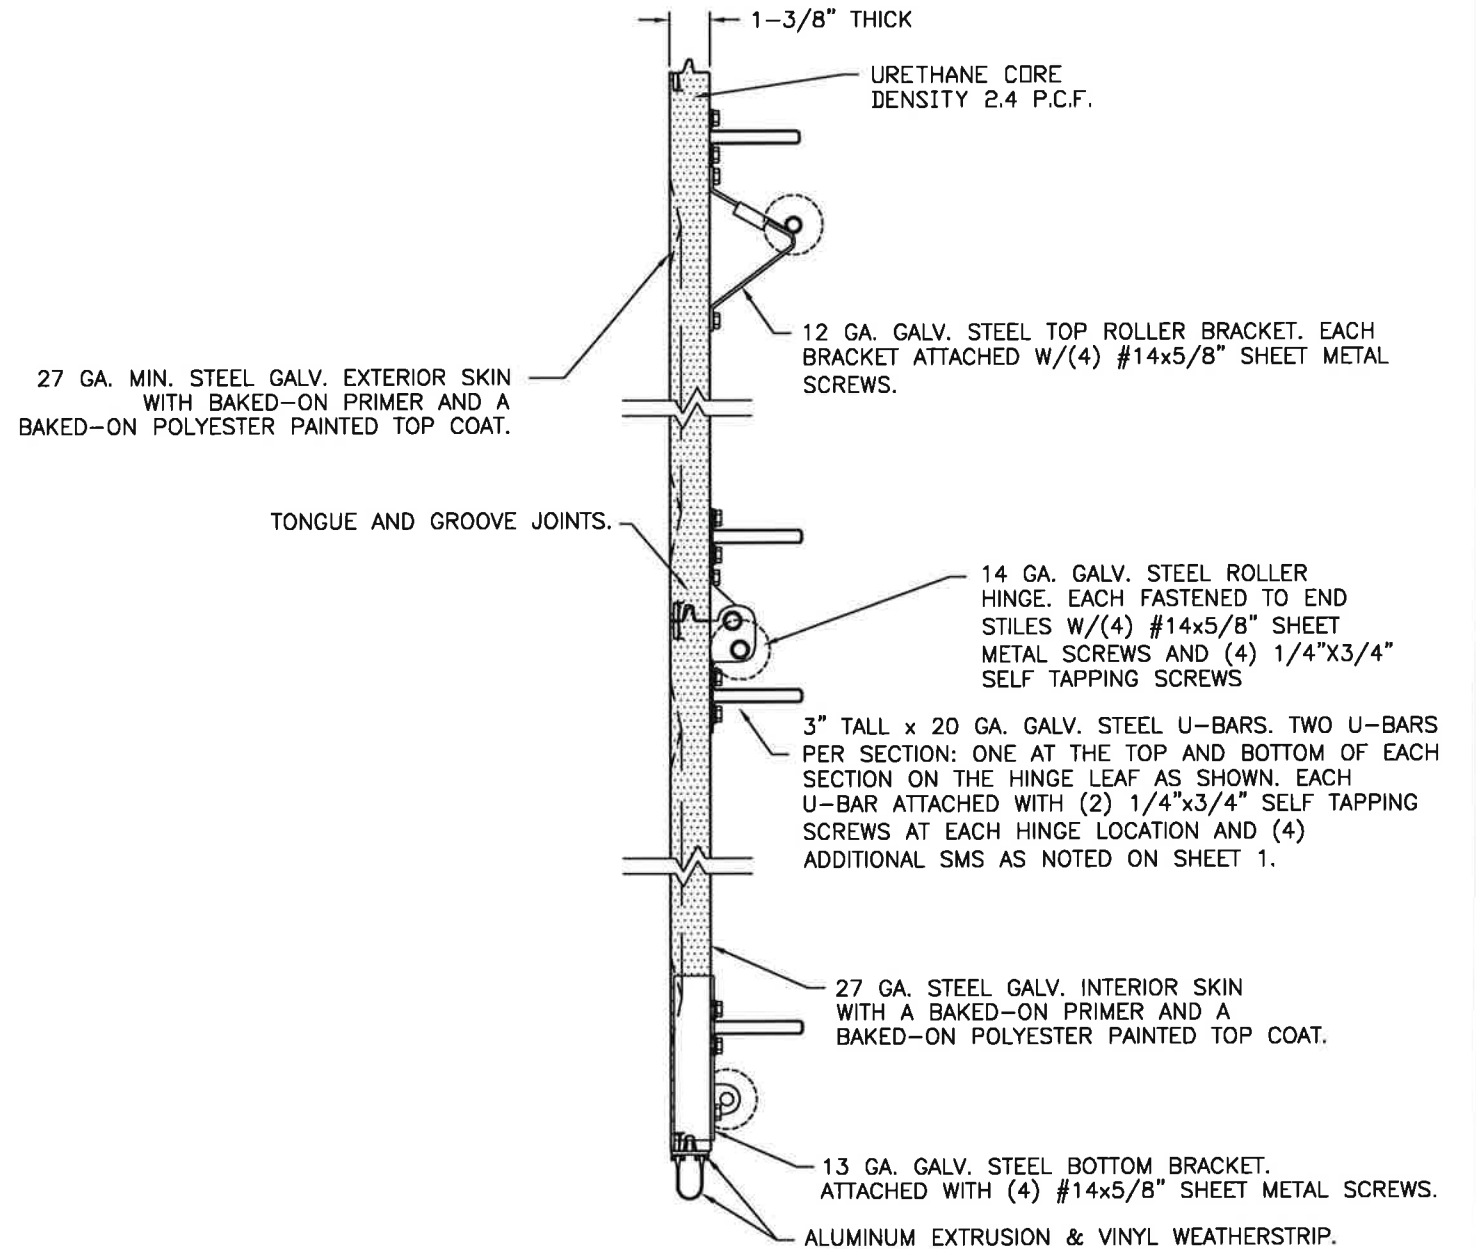 1-3/8" THICK
URETHANE CORE
DENSITY 2.4 P.C.F.
12 GA. GALV. STEEL TOP ROLLER BRACKET. EACH
BRACKET ATTACHED W/(4) #14x5/8" SHEET METAL
SCREWS.
27 GA. MIN. STEEL GALV. EXTERIOR SKIN
WITH BAKED-ON PRIMER AND A
BAKED-ON POLYESTER PAINTED TOP COAT.
TONGUE AND GROOVE JOINTS.
14 GA. GALV. STEEL ROLLER
HINGE. EACH FASTENED TO END
STILES W/(4) #14x5/8" SHEET
METAL SCREWS AND (4) 1/4"X3/4"
SELF TAPPING SCREWS
3" TALL x 20 GA. GALV. STEEL U-BARS. TWO U-BARS
PER SECTION: ONE AT THE TOP AND BOTTOM OF EACH
SECTION ON THE HINGE LEAF AS SHOWN. EACH
U-BAR ATTACHED WITH (2) 1/4"x3/4" SELF TAPPING
SCREWS AT EACH HINGE LOCATION AND (4)
ADDITIONAL SMS AS NOTED ON SHEET 1.
27 GA. STEEL GALV. INTERIOR SKIN
WITH A BAKED-ON PRIMER AND A
BAKED-ON POLYESTER PAINTED TOP COAT.
13 GA. GALV. STEEL BOTTOM BRACKET.
ATTACHED WITH (4) #14x5/8" SHEET METAL SCREWS.
ALUMINUM EXTRUSION & VINYL WEATHERSTRIP.